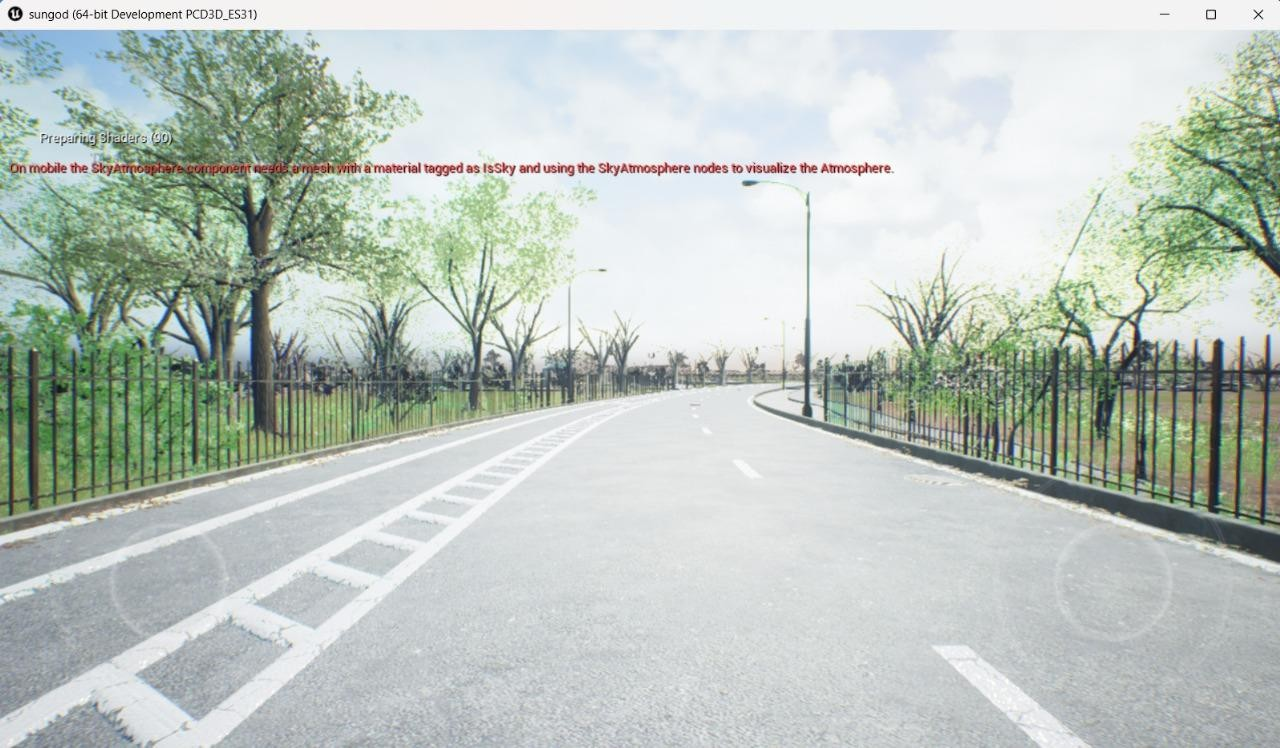 sungod (64-bit Development PCD3D_ES31)
Preparing Shaders (90)
On mobile the SkyAtmosphere component needs a mesh with a material tagged as IsSky and using the SkyAtmosphere nodes to visualize the Atmosphere.